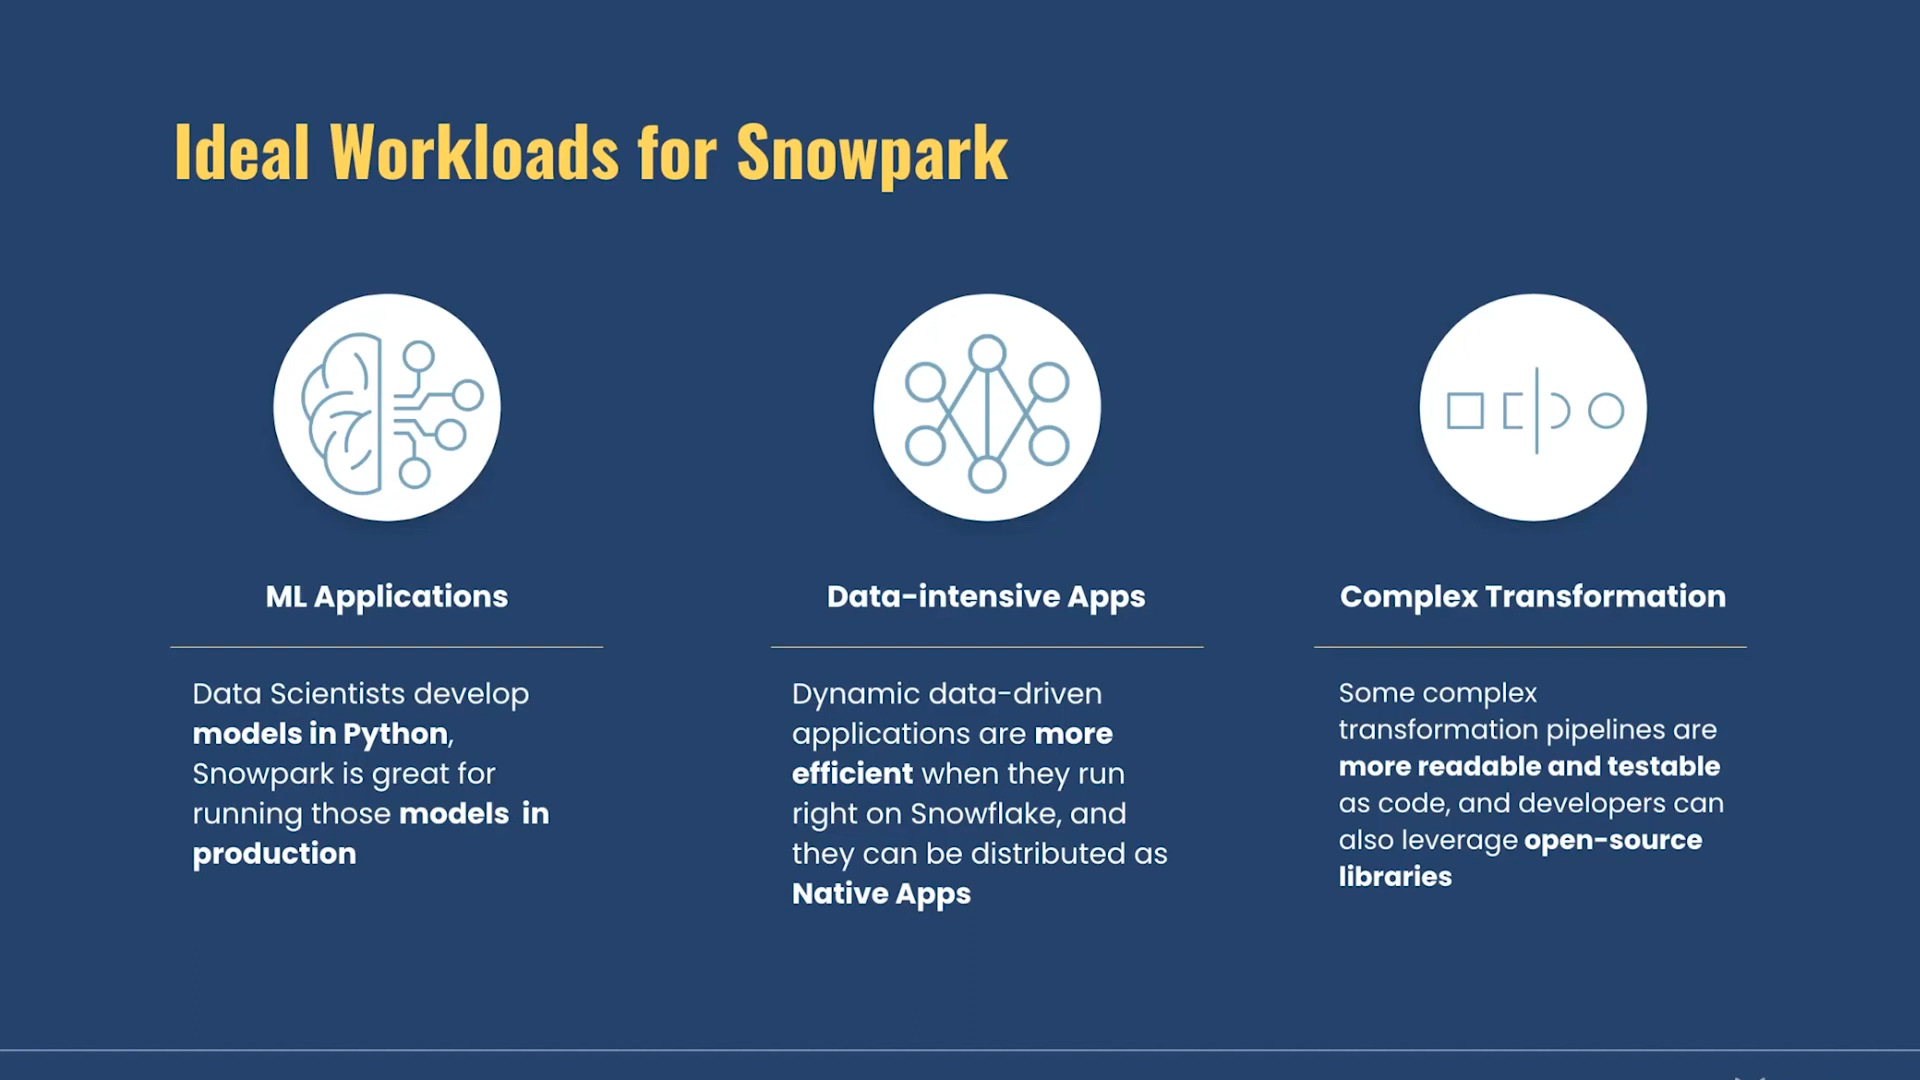 Ideal Workloads for Snowpark
ML Applications
Data Scientists develop
models in Python,
Snowpark is great for
running those models in
production
Data-intensive Apps
Dynamic data-driven
applications are more
efficient when they run
right on Snowflake, and
they can be distributed as
Native Apps
Complex Transformation
Some complex
transformation pipelines are
more readable and testable
as code, and developers can
also leverage open-source
libraries